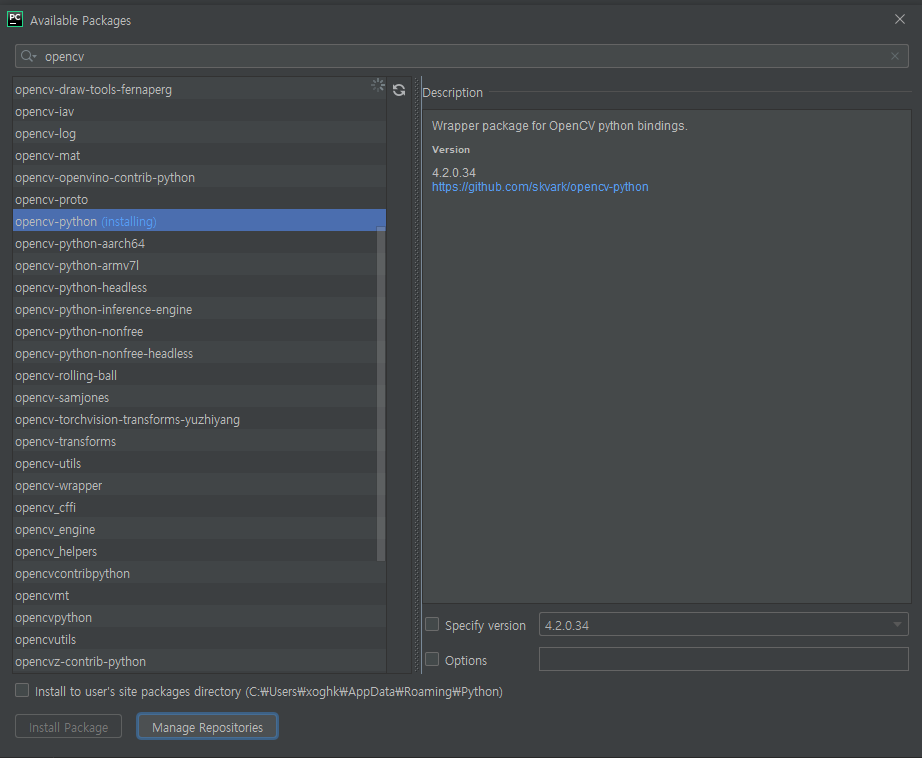 PC
Available Packages
opencv
opencv-draw-tools-fernaperg
opencv-iav
opencv-log
opencv-mat
opencv-openvino-contrib-python
opencv-proto
opencv-python (installing)
opencv-python-aarch64
opencv-python-armv7l
opencv-python-headless
opencv-python-inference-engine
opencv-python-nonfree
opencv-python-nonfree-headless
opencv-rolling-ball
opencv-samjones
opencv-torchvision-transforms-yuzhiyang
opencv-transforms
opencv-utils
opencv-wrapper
opencv_cffi
opencv_engine
opencv_helpers
opencvcontribpython
opencvmt
opencvpython
opencvutils
opencvz-contrib-python
Description
Wrapper package for OpenCV python bindings.
Version
4.2.0.34
https://github.com/skvark/opencv-python
Specify version 4.2.0.34
Options
Install to user's site packages directory (C:₩Users₩xoghk₩AppData₩Roaming₩Python)
Install Package Manage Repositories